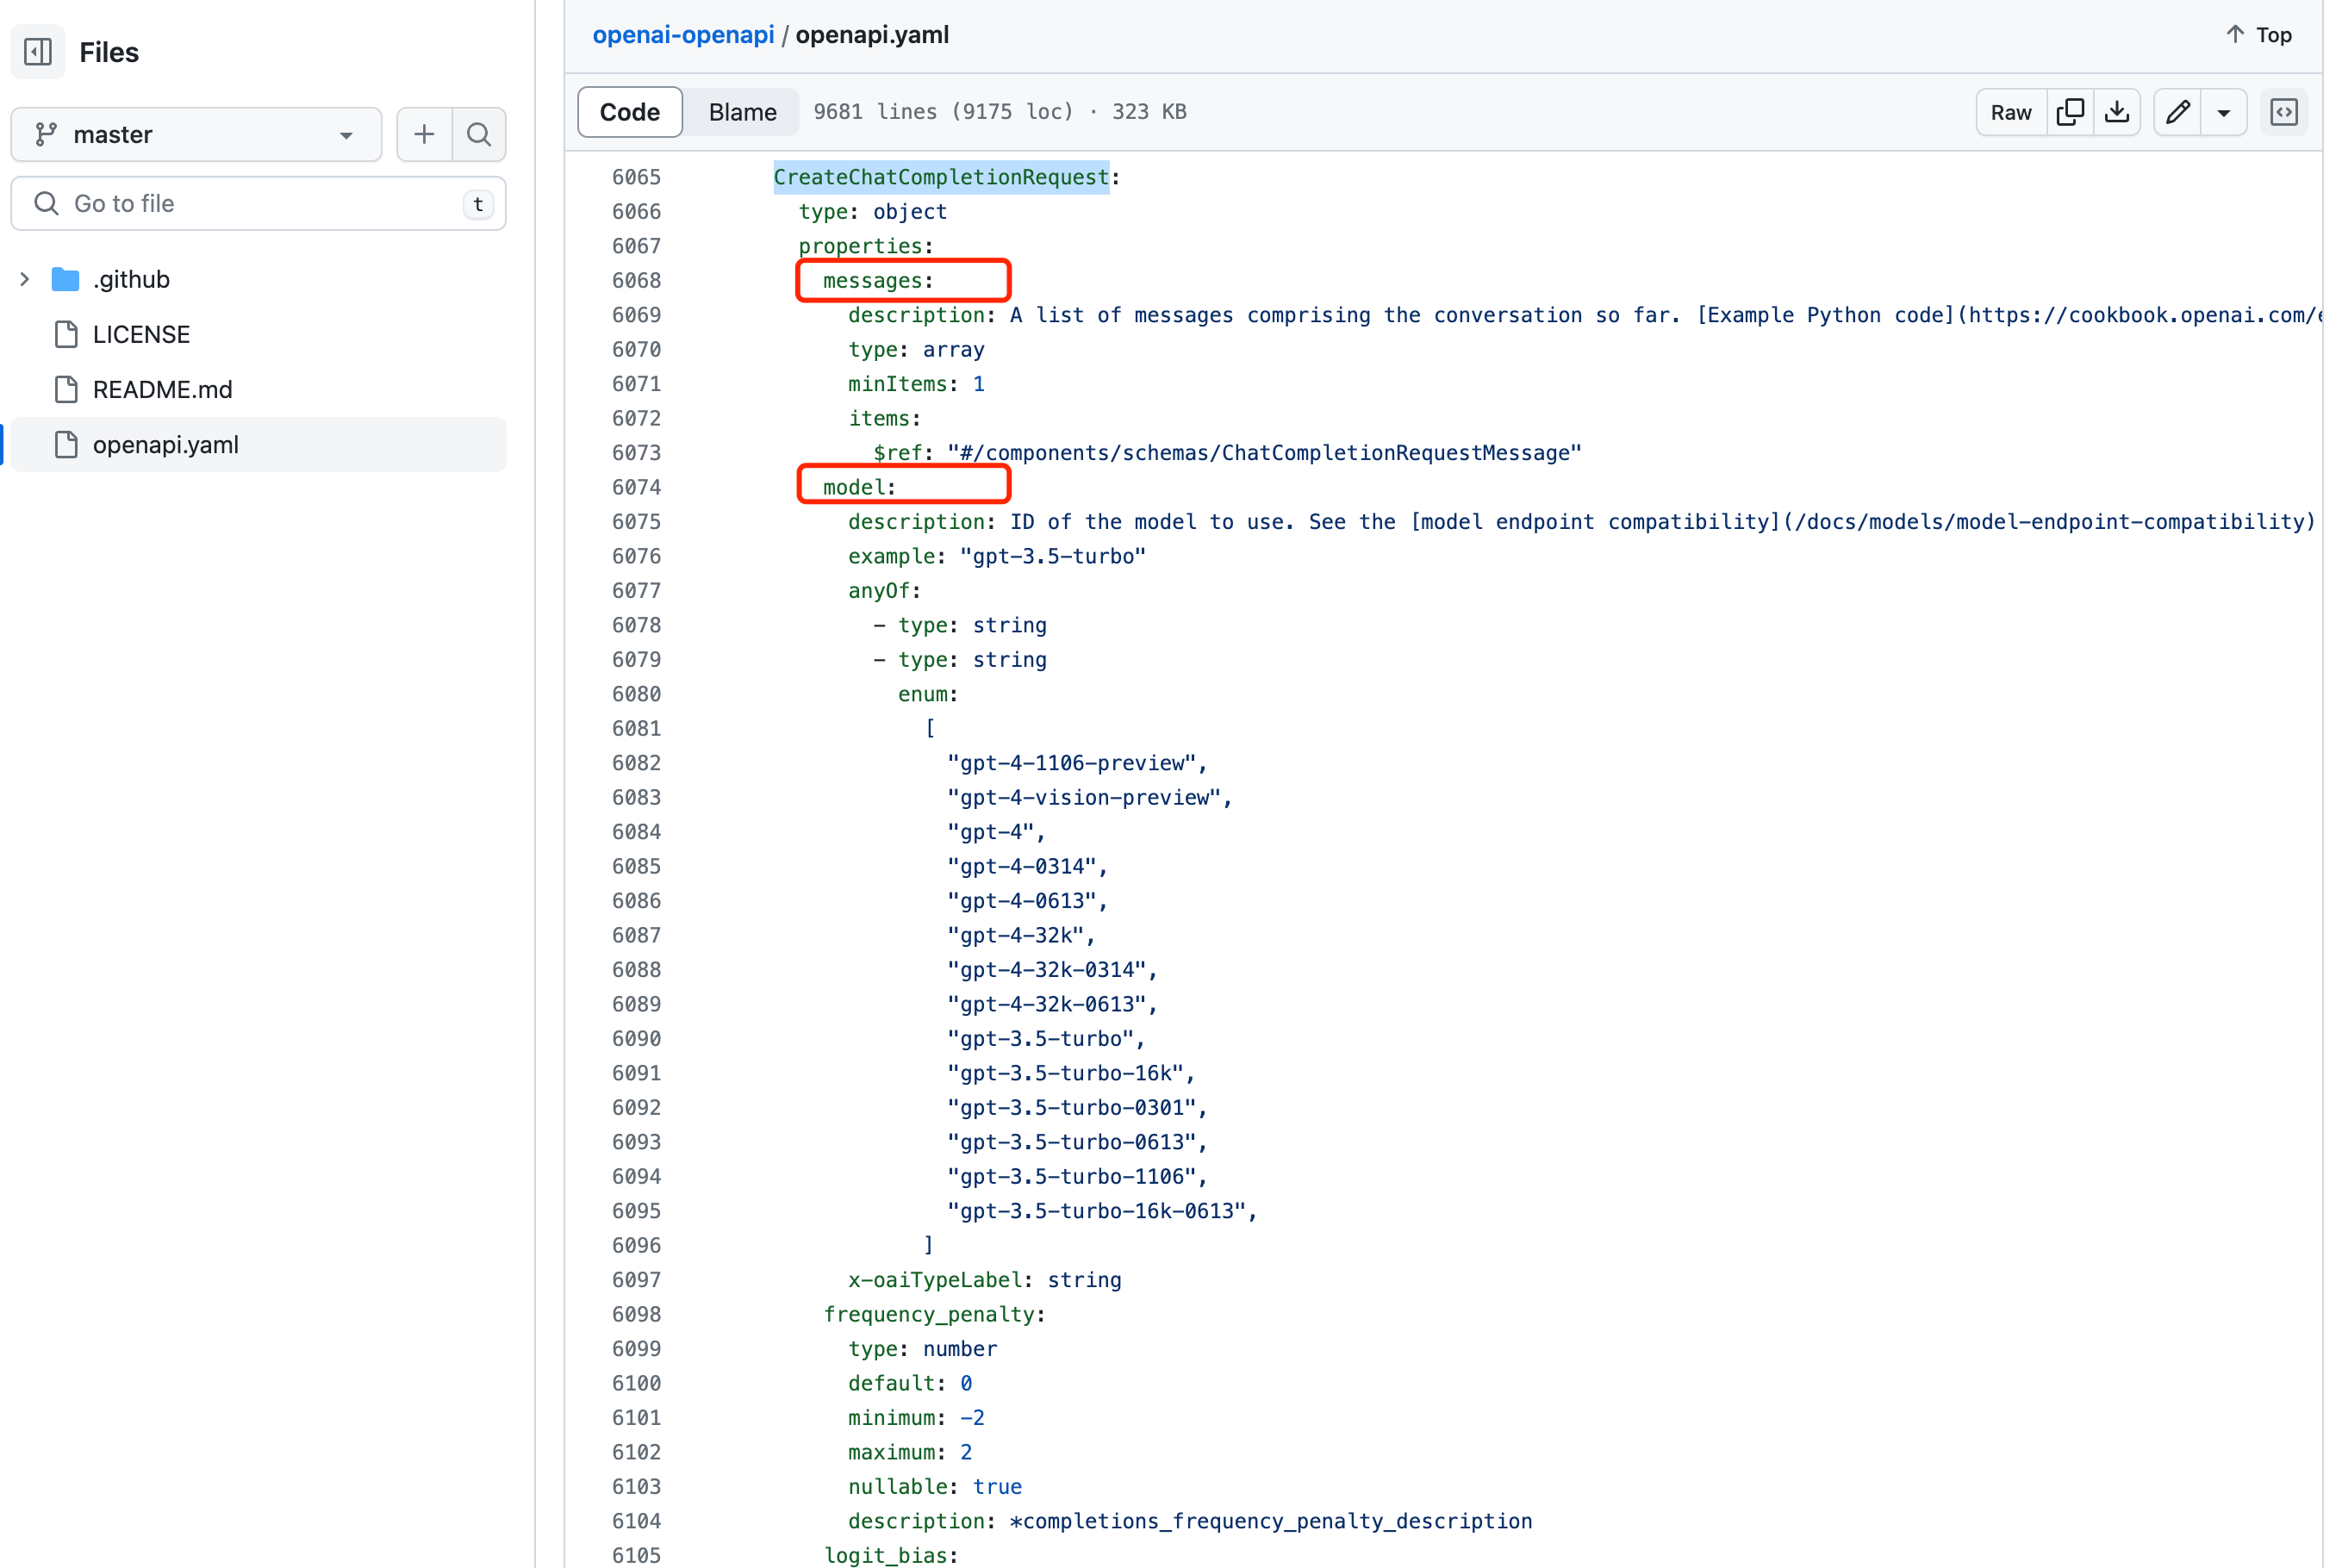 Files
master
Go to file
t
.github
LICENSE
README.md
openapi.yaml
openai-openapi / openapi.yaml
Top
Code Blame 9681 lines (9175 loc) · 323 KB
Raw
6065 CreateChatCompletionRequest:
6066 type: object
6067 properties:
6068 messages:
6069 description: A list of messages comprising the conversation so far. [Example Python code](https://cookbook.openai.com/
6070 type: array
6071 minItems: 1
6072 items:
6073 $ref: "#/components/schemas/ChatCompletionRequestMessage"
6074 model:
6075 description: ID of the model to use. See the [model endpoint compatibility](/docs/models/model-endpoint-compatibility)
6076 example: "gpt-3.5-turbo"
6077 anyOf:
6078 - type: string
6079 - type: string
6080 enum:
6081 [
6082 "gpt-4-1106-preview",
6083 "gpt-4-vision-preview",
6084 "gpt-4",
6085 "gpt-4-0314",
6086 "gpt-4-0613",
6087 "gpt-4-32k",
6088 "gpt-4-32k-0314",
6089 "gpt-4-32k-0613",
6090 "gpt-3.5-turbo",
6091 "gpt-3.5-turbo-16k",
6092 "gpt-3.5-turbo-0301",
6093 "gpt-3.5-turbo-0613",
6094 "gpt-3.5-turbo-1106",
6095 "gpt-3.5-turbo-16k-0613",
6096 ]
6097 x-oaiTypeLabel: string
6098 frequency_penalty:
6099 type: number
6100 default: 0
6101 minimum: -2
6102 maximum: 2
6103 nullable: true
6104 description: *completions_frequency_penalty_description
6105 logit_bias: